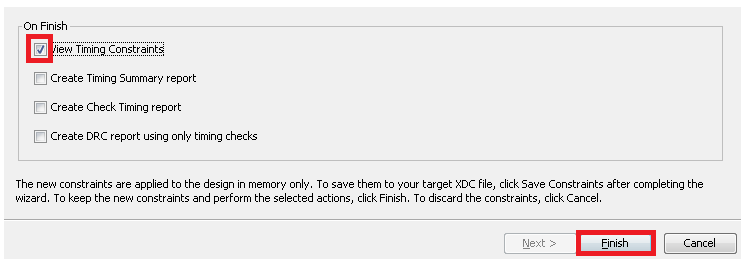 On Finish
View Timing Constraints
Create Timing Summary report
Create Check Timing report
Create DRC report using only timing checks
The new constraints are applied to the design in memory only. To save them to your target XDC file, click Save Constraints after completing the
wizard. To keep the new constraints and perform the selected actions, click Finish. To discard the constraints, click Cancel.
Next > Finish Cancel